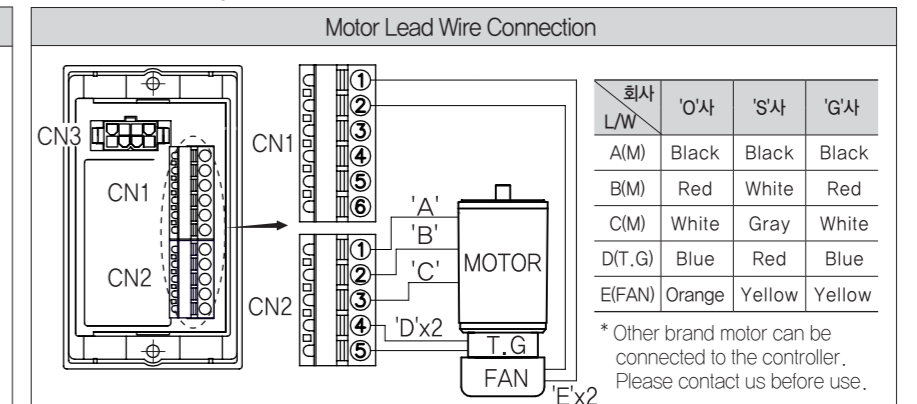 Motor Lead Wire Connection
CN3
CN1
CN2
CN1
①
②
③
④
⑤
⑥
CN2
①
②
③
④
⑤
'A'
'B'
'C'
'D'x2
'E'x2
MOTOR
T.G
FAN
회사 L/W 'O'사 'S'사 'G'사
A(M) Black Black Black
B(M) Red White Red
C(M) White Gray White
D(T.G) Blue Red Blue
E(FAN) Orange Yellow Yellow
* Other brand motor can be
connected to the controller.
Please contact us before use.